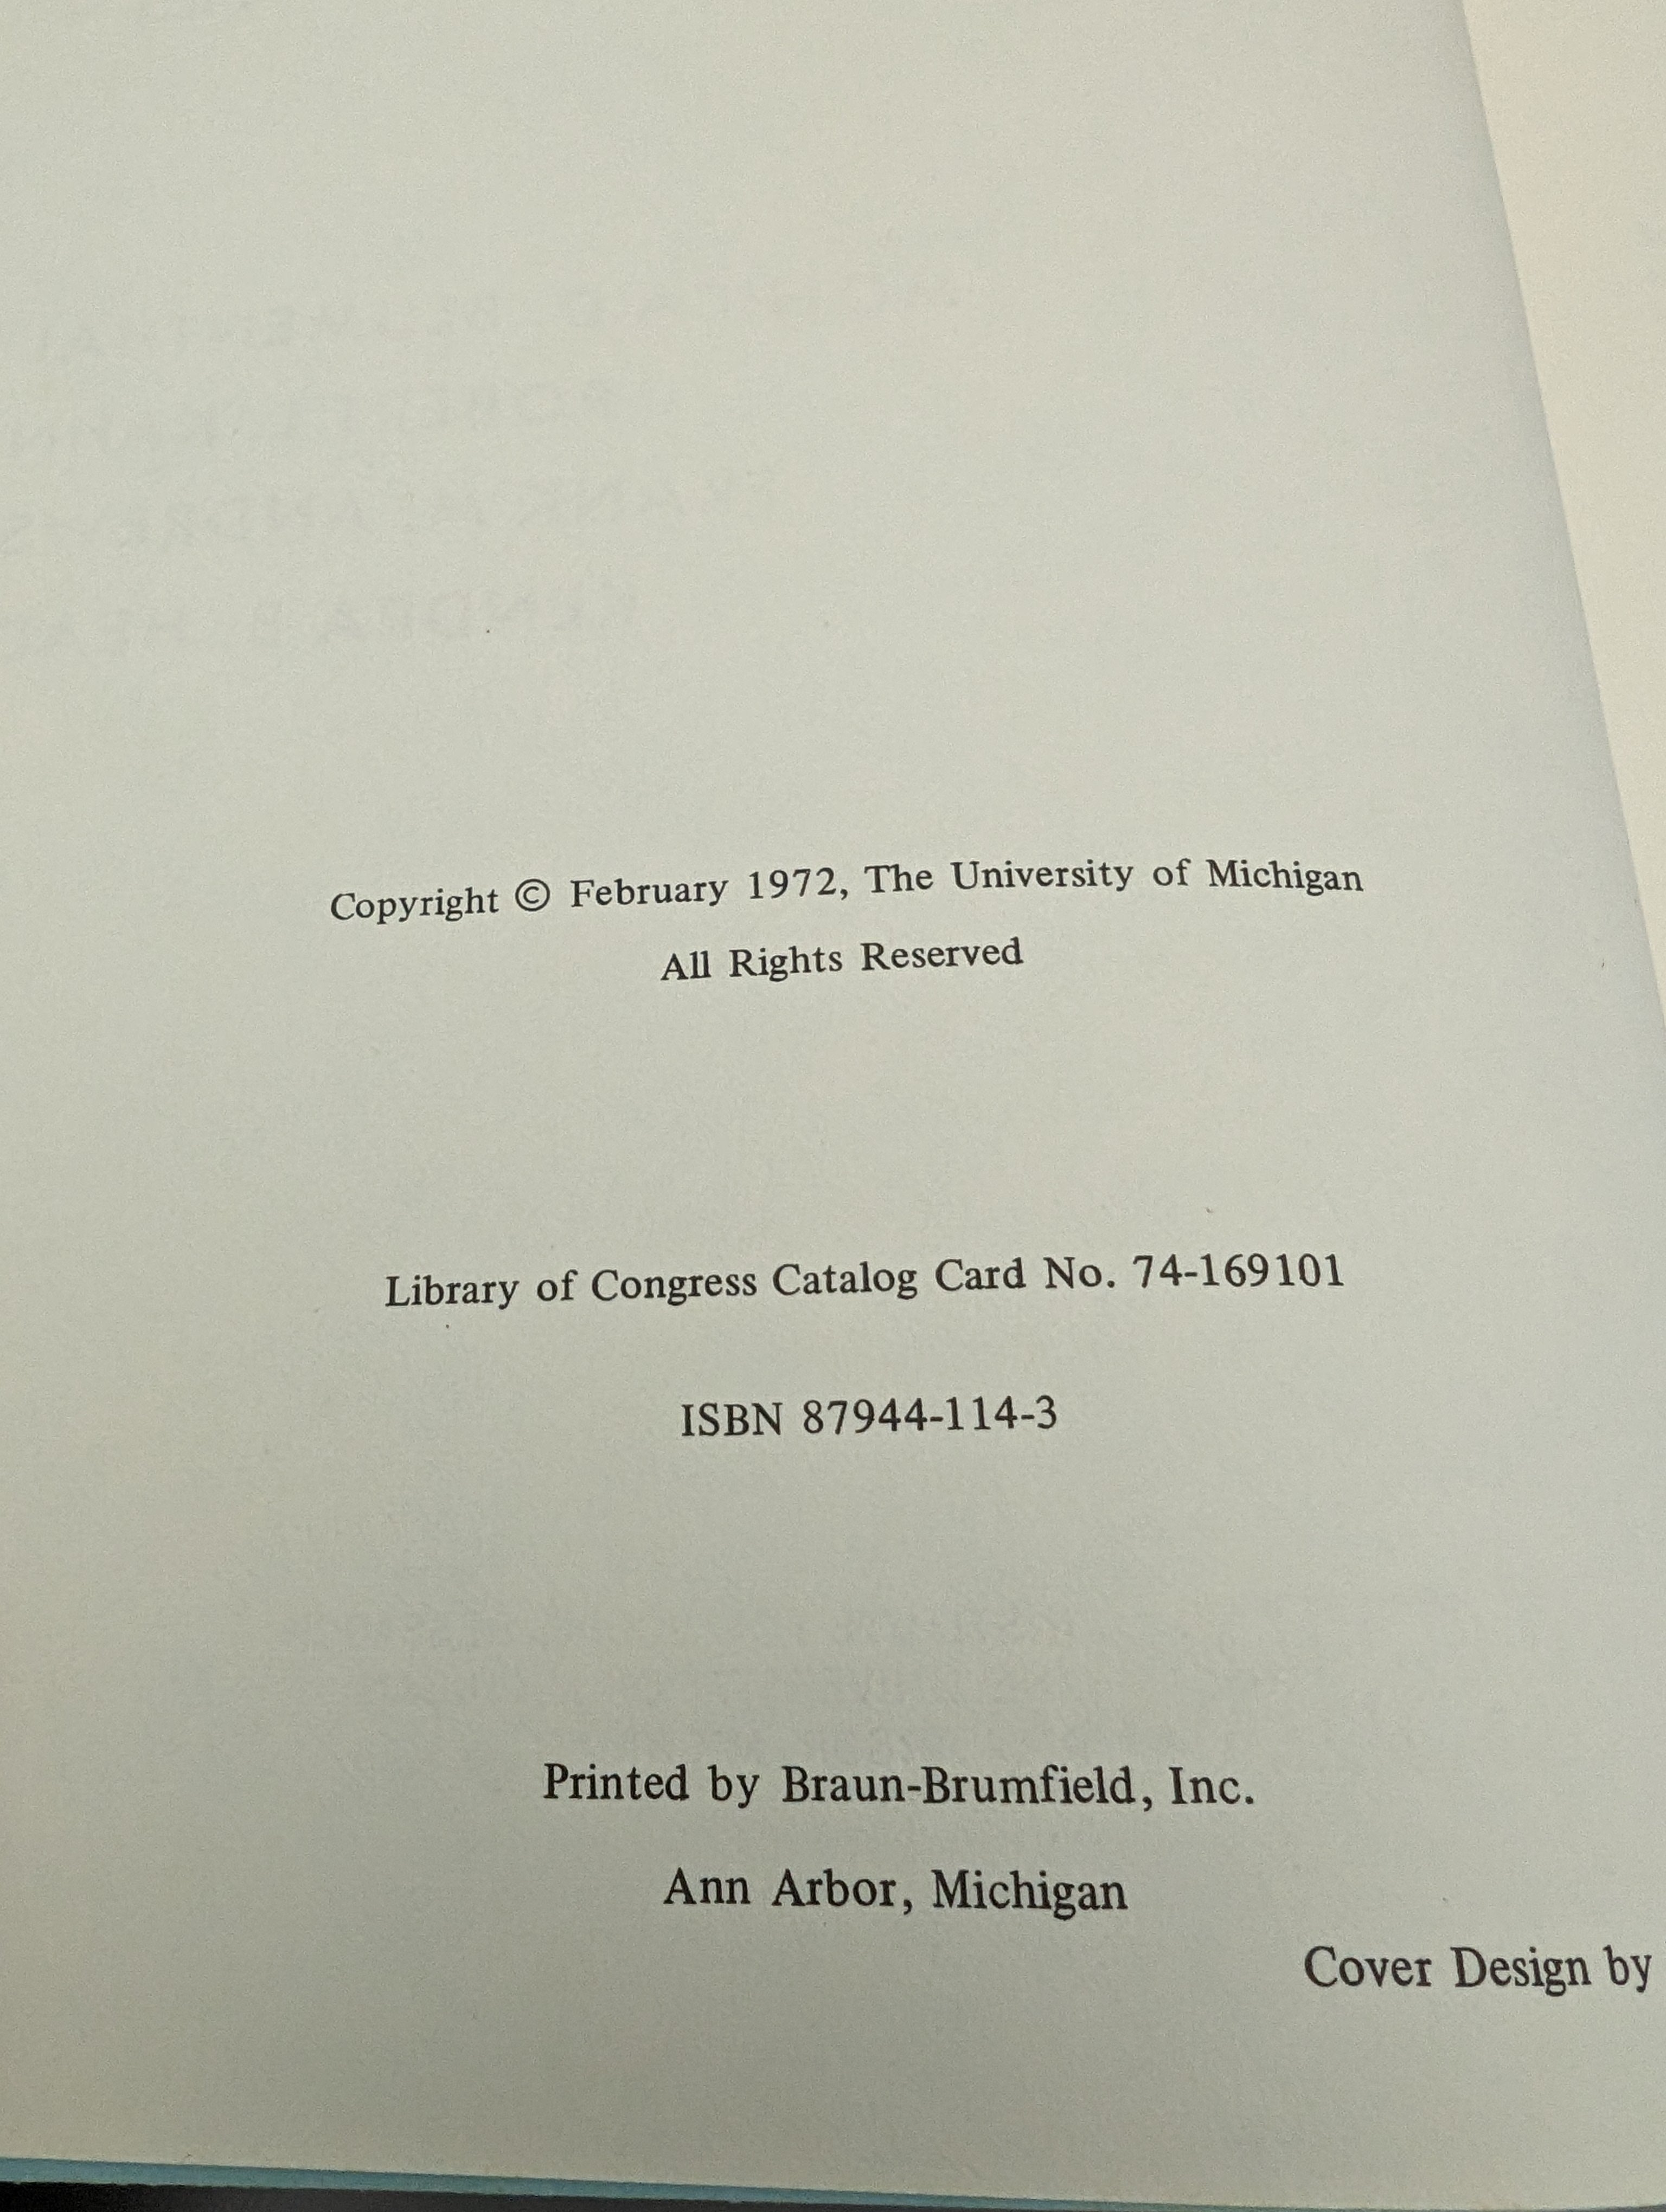 Copyright © February 1972, The University of Michigan
All Rights Reserved
Library of Congress Catalog Card No. 74-169101
ISBN 87944-114-3
Printed by Braun-Brumfield, Inc.
Ann Arbor, Michigan
Cover Design by